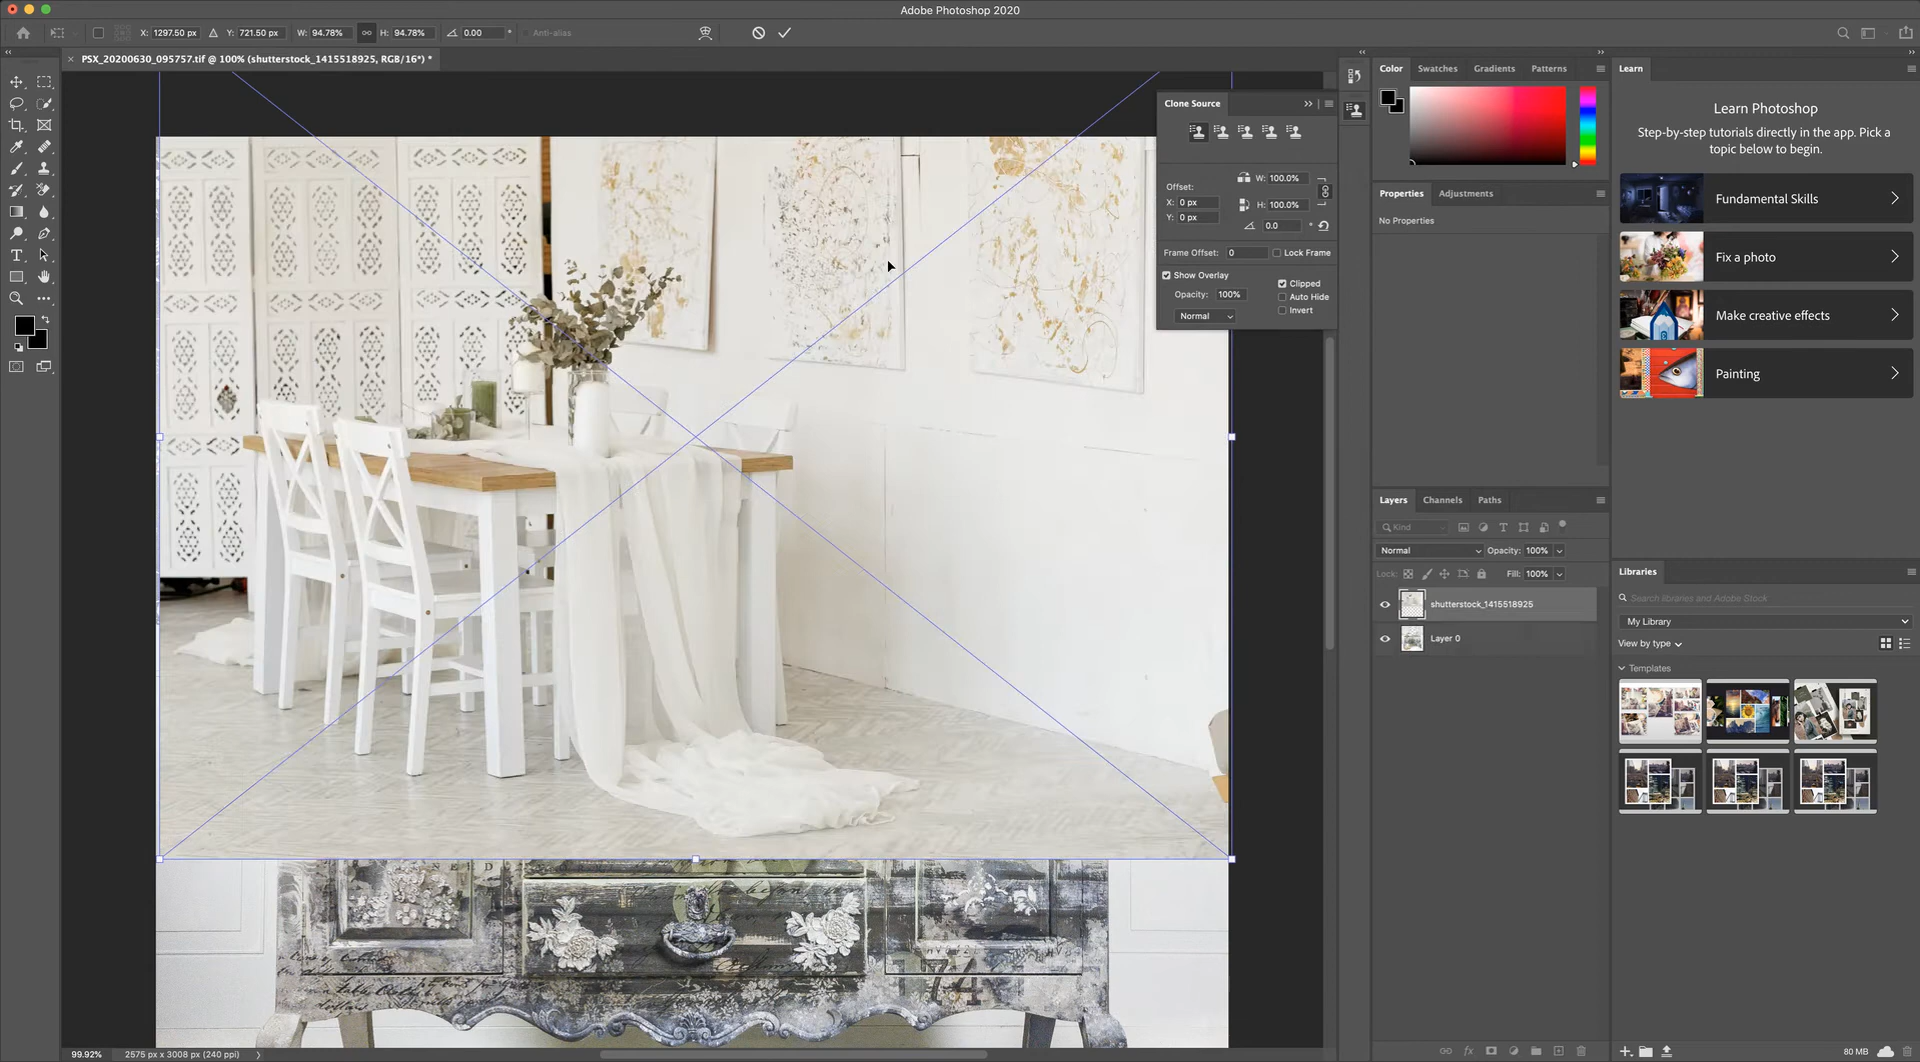 Adobe Photoshop 2020
X: 1297.50 px Y: 721.50 px W: 94.78% H: 94.78% 0.00 ° Anti-alias
PSX_20200630_095757.tif @ 100% (shutterstock_1415518925, RGB/16*) *
Clone Source
Offset:
W: 100.0%
X: 0 px
H: 100.0%
Y: 0 px
0.0 °
Frame Offset: 0 Lock Frame
Show Overlay
Clipped
Opacity: 100%
Auto Hide
Normal
Invert
Color Swatches Gradients Patterns
Properties Adjustments
No Properties
Layers Channels Paths
Kind
Normal Opacity: 100%
Lock: Fill: 100%
shutterstock_1415518925
Layer 0
Learn
Learn Photoshop
Step-by-step tutorials directly in the app. Pick a
topic below to begin.
Fundamental Skills
Fix a photo
Make creative effects
Painting
Libraries
Search libraries and Adobe Stock
My Library
View by type
Templates
174
99.92% 2575 px x 3008 px (240 ppi)
80 MB